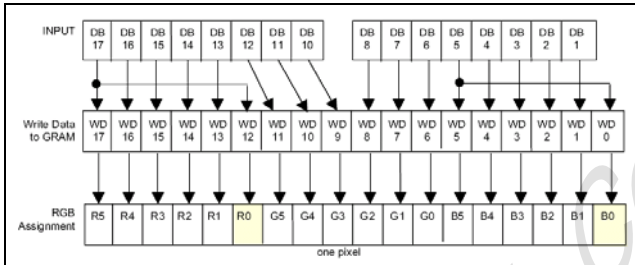 INPUT DB 17 DB 16 DB 15 DB 14 DB 13 DB 12 DB 11 DB 10 DB 8 DB 7 DB 6 DB 5 DB 4 DB 3 DB 2 DB 1
Write Data to GRAM WD 17 WD 16 WD 15 WD 14 WD 13 WD 12 WD 11 WD 10 WD 9 WD 8 WD 7 WD 6 WD 5 WD 4 WD 3 WD 2 WD 1 WD 0
RGB Assignment R5 R4 R3 R2 R1 R0 G5 G4 G3 G2 G1 G0 B5 B4 B3 B2 B1 B0
one pixel